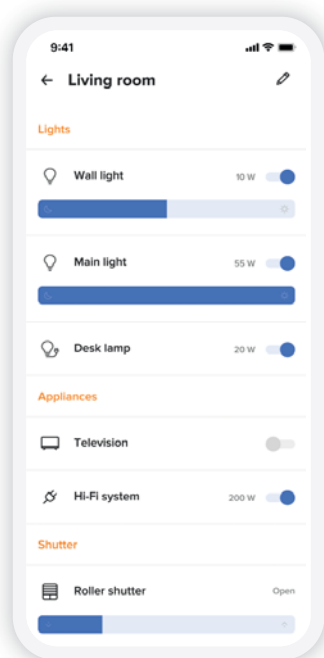 9:41
Living room
Lights
Wall light 10 W
Main light 55 W
Desk lamp 20 W
Appliances
Television
Hi-Fi system 200 W
Shutter
Roller shutter Open